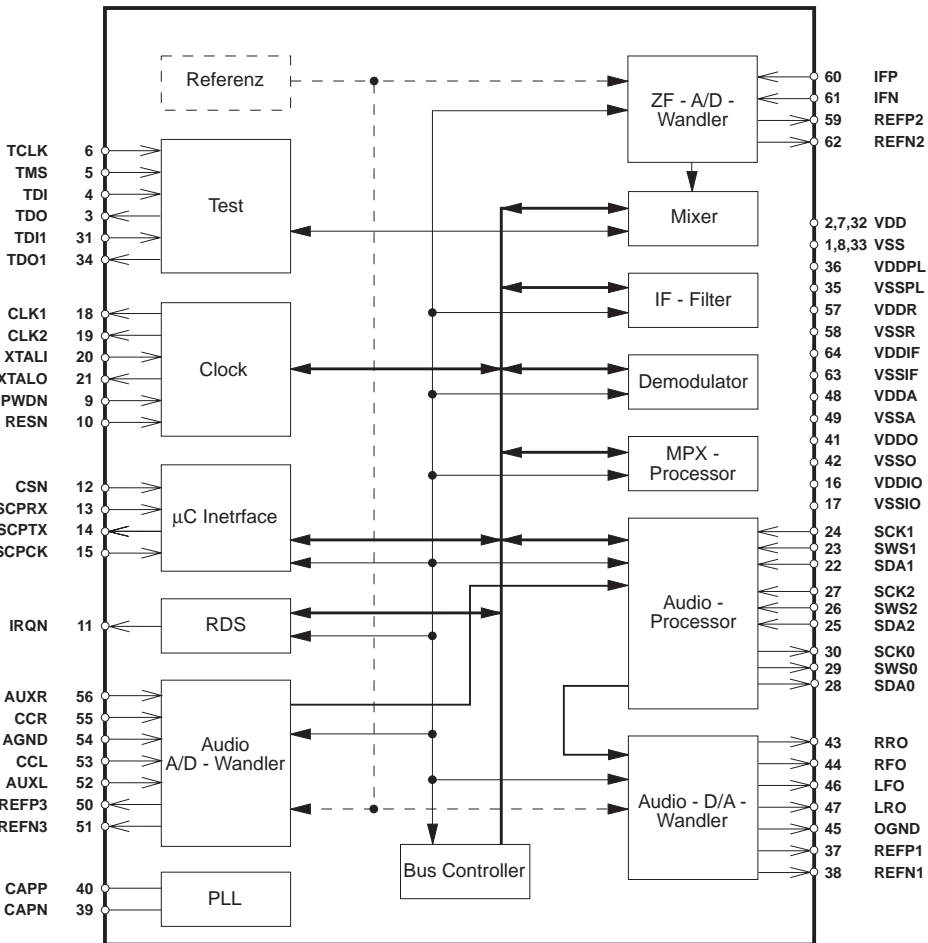 Referenz
ZF - A/D -
Wandler
60 IFP
61 IFN
59 REFP2
62 REFN2
TCLK 6
TMS 5
TDI 4
TDO 3
TDI1 31
TDO1 34
Test
Mixer
2,7,32 VDD
1,8,33 VSS
36 VDDPL
35 VSSPL
57 VDDR
58 VSSR
64 VDDIF
63 VSSIF
48 VDDA
49 VSSA
41 VDDO
42 VSSO
16 VDDIO
17 VSSIO
IF - Filter
CLK1 18
CLK2 19
XTALI 20
XTALO 21
PWDN 9
RESN 10
Clock
Demodulator
MPX -
Processor
CSN 12
SCPRX 13
SCPTX 14
SCPCK 15
µC Inetrface
24 SCK1
23 SWS1
22 SDA1
27 SCK2
26 SWS2
25 SDA2
30 SCK0
29 SWS0
28 SDA0
Audio -
Processor
IRQN 11
RDS
AUXR 56
CCR 55
AGND 54
CCL 53
AUXL 52
REFP3 50
REFN3 51
Audio
A/D - Wandler
Audio - D/A -
Wandler
43 RRO
44 RFO
46 LFO
47 LRO
45 OGND
37 REFP1
38 REFN1
Bus Controller
CAPP 40
CAPN 39
PLL